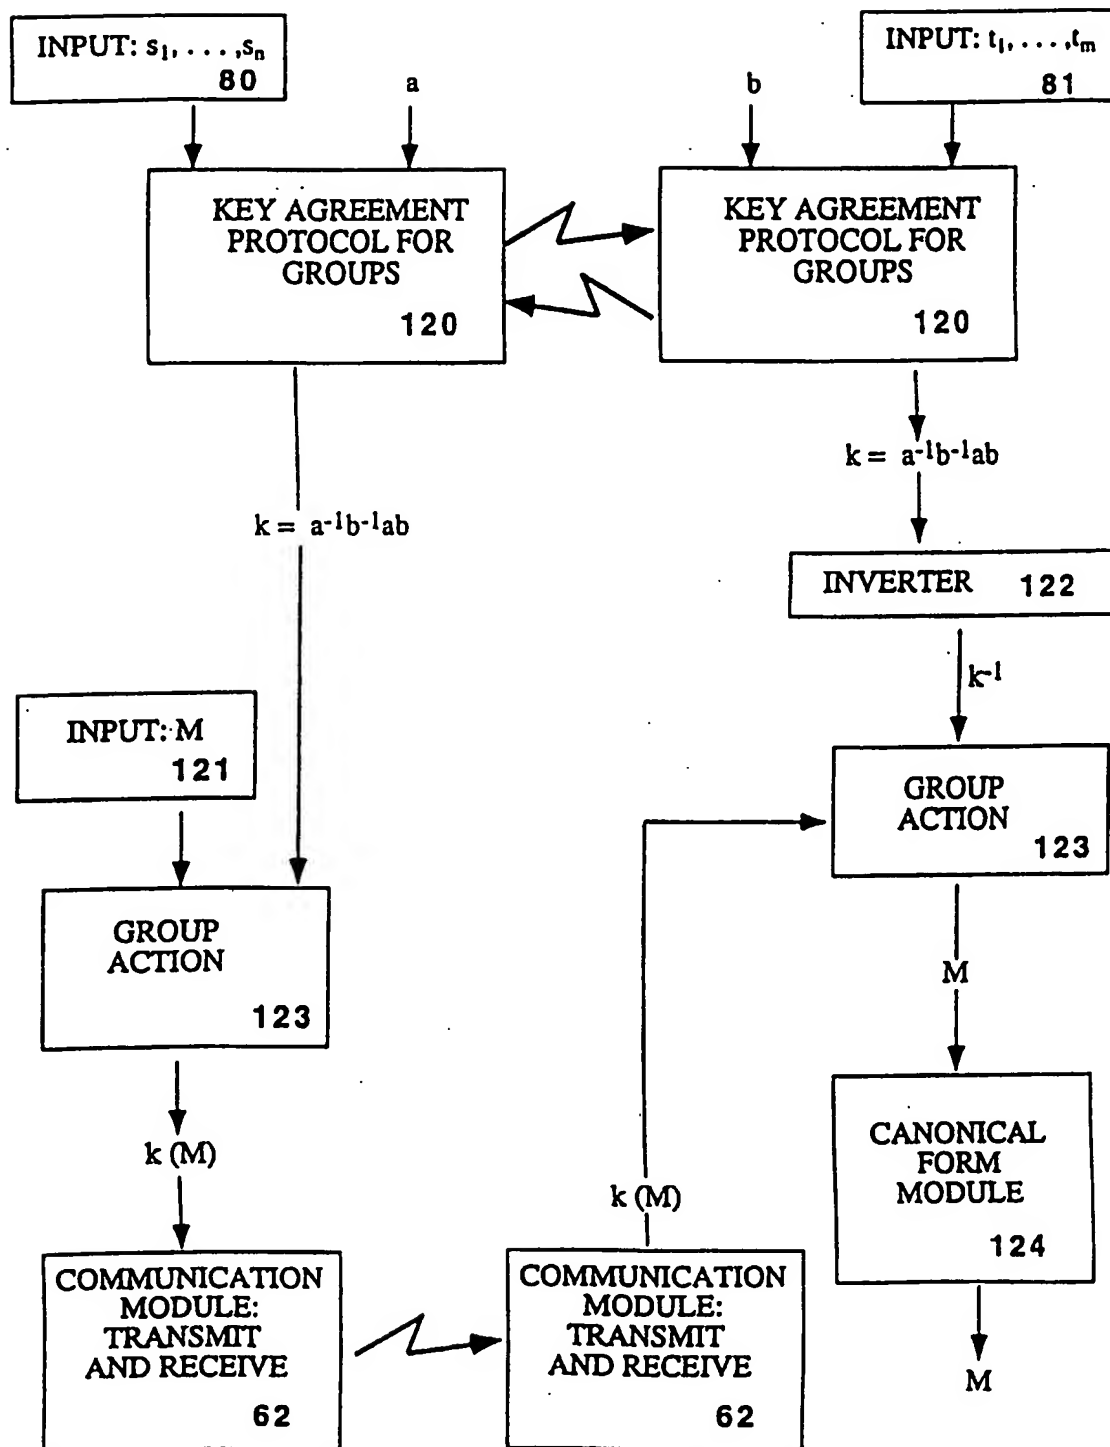 INPUT: s₁, . . . ,sₙ
80
a
b
INPUT: t₁, . . . ,tₘ
81
KEY AGREEMENT
PROTOCOL FOR
GROUPS
120
KEY AGREEMENT
PROTOCOL FOR
GROUPS
120
k = a⁻¹b⁻¹ab
k = a⁻¹b⁻¹ab
INVERTER 122
k⁻¹
INPUT: M
121
GROUP
ACTION
123
GROUP
ACTION
123
M
k (M)
k (M)
CANONICAL
FORM
MODULE
124
COMMUNICATION
MODULE:
TRANSMIT
AND RECEIVE
62
COMMUNICATION
MODULE:
TRANSMIT
AND RECEIVE
62
M